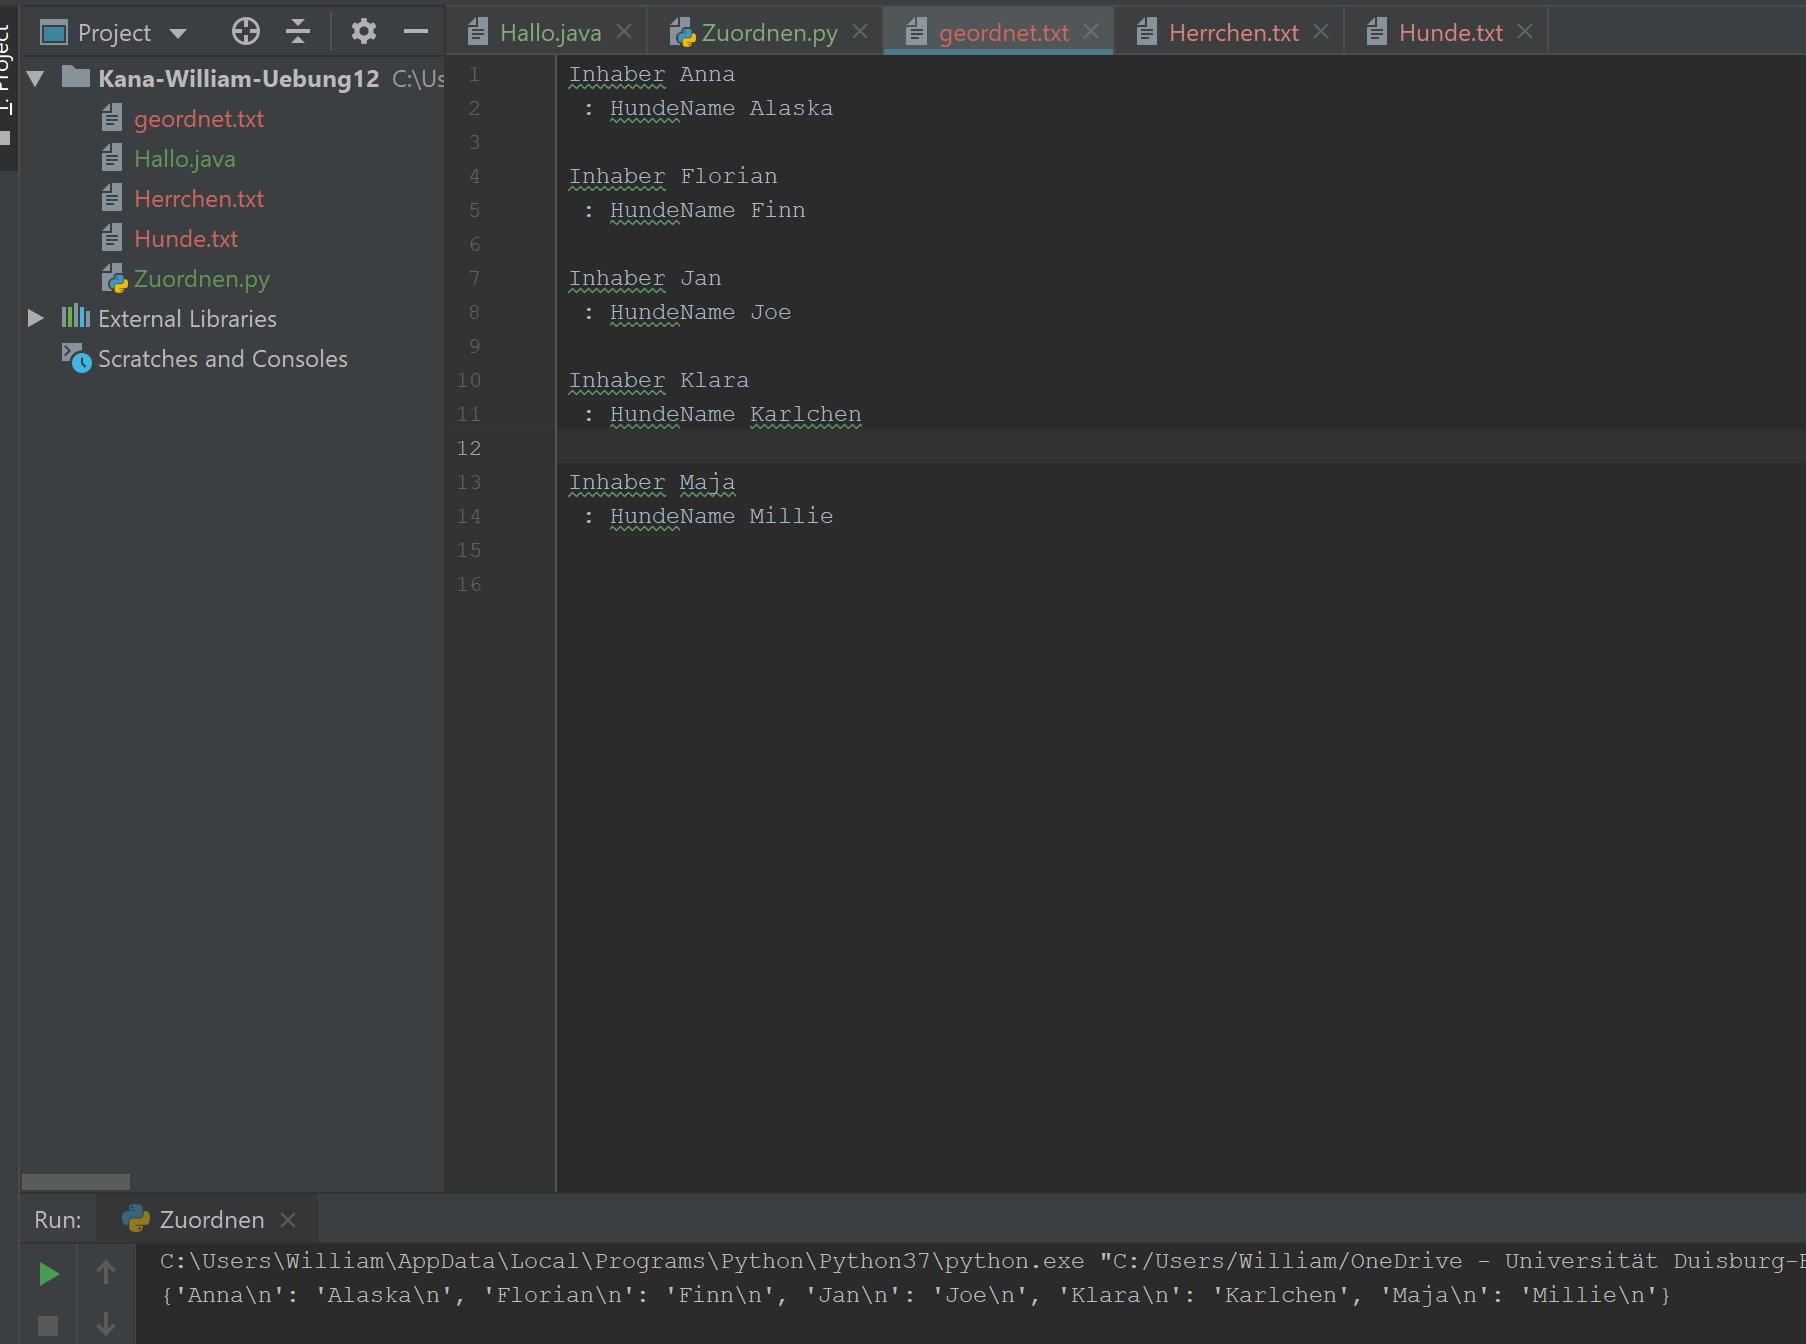 1: Project
Project
Hallo.java
Zuordnen.py
geordnet.txt
Herrchen.txt
Hunde.txt
Kana-William-Uebung12 C:\Us
geordnet.txt
Hallo.java
Herrchen.txt
Hunde.txt
Zuordnen.py
External Libraries
Scratches and Consoles
1 Inhaber Anna
2 : HundeName Alaska
3
4 Inhaber Florian
5 : HundeName Finn
6
7 Inhaber Jan
8 : HundeName Joe
9
10 Inhaber Klara
11 : HundeName Karlchen
12
13 Inhaber Maja
14 : HundeName Millie
15
16
Run: Zuordnen
C:\Users\William\AppData\Local\Programs\Python\Python37\python.exe "C:/Users/William/OneDrive - Universität Duisburg-E
{'Anna\n': 'Alaska\n', 'Florian\n': 'Finn\n', 'Jan\n': 'Joe\n', 'Klara\n': 'Karlchen', 'Maja\n': 'Millie\n'}